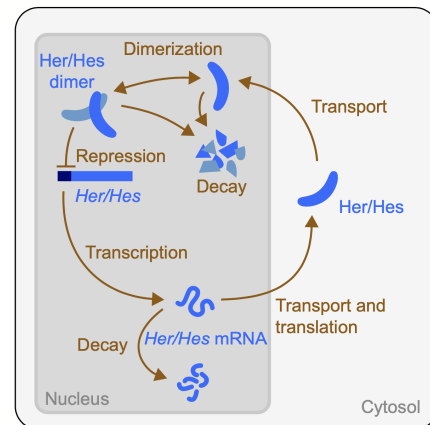 Her/Hes
dimer
Dimerization
Transport
Repression
Her/Hes
Decay
Her/Hes
Transcription
Transport and
translation
Her/Hes mRNA
Decay
Nucleus
Cytosol